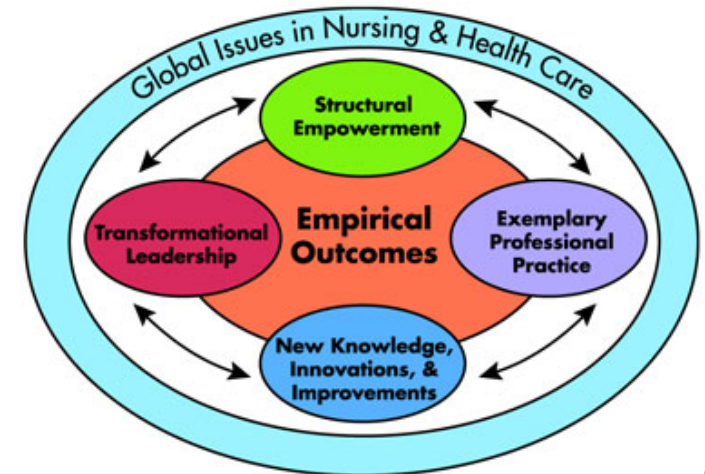 Global Issues in Nursing & Health Care
Structural
Empowerment
Transformational
Leadership
Empirical
Outcomes
Exemplary
Professional
Practice
New Knowledge,
Innovations, &
Improvements